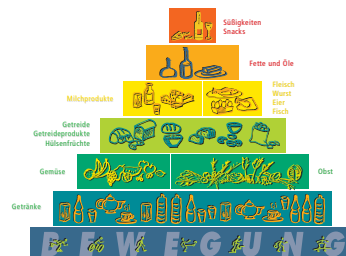 Süßigkeiten
Snacks
Fette und Öle
Milchprodukte
Fleisch
Wurst
Eier
Fisch
Getreide
Getreideprodukte
Hülsenfrüchte
Gemüse
Obst
Getränke
BEWEGUNG